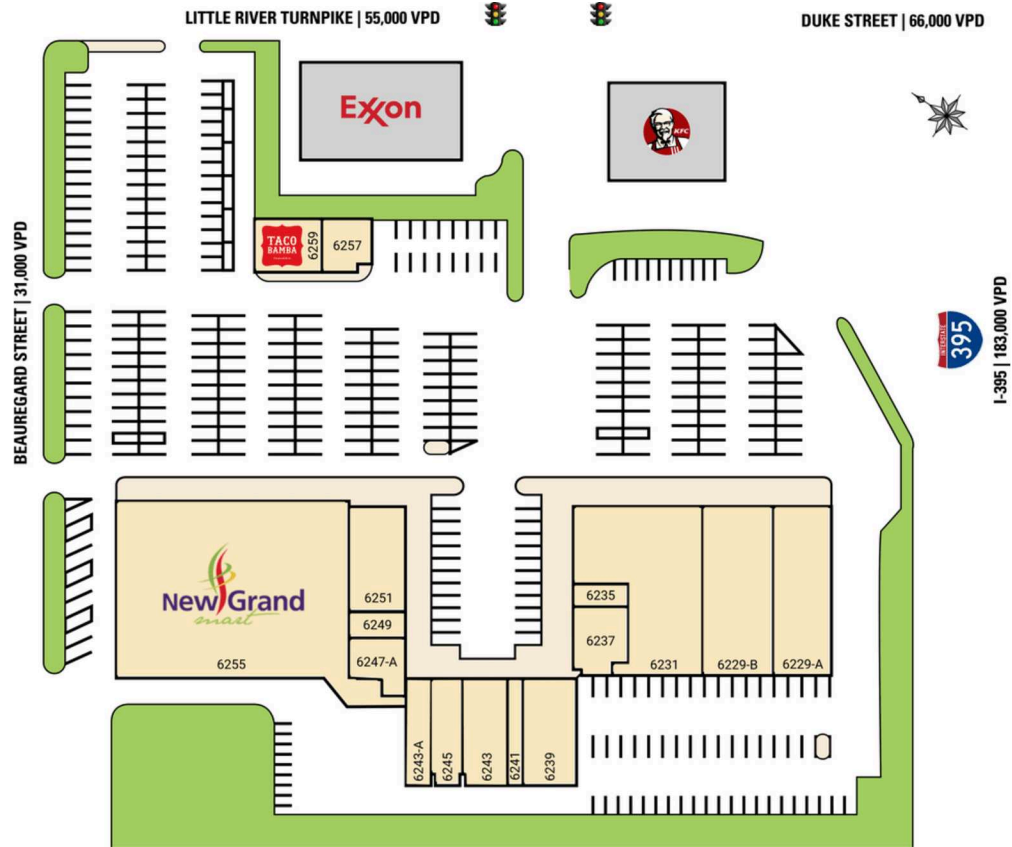 LITTLE RIVER TURNPIKE | 55,000 VPD
DUKE STREET | 66,000 VPD
Exxon
KFC
BEAUREGARD STREET | 31,000 VPD
TACO
BAMBA
6259
6257
INTERSTATE
395
I-395 | 183,000 VPD
New Grand
mart
6255
6251
6249
6247-A
6235
6237
6231
6229-B
6229-A
6243-A
6245
6243
6241
6239